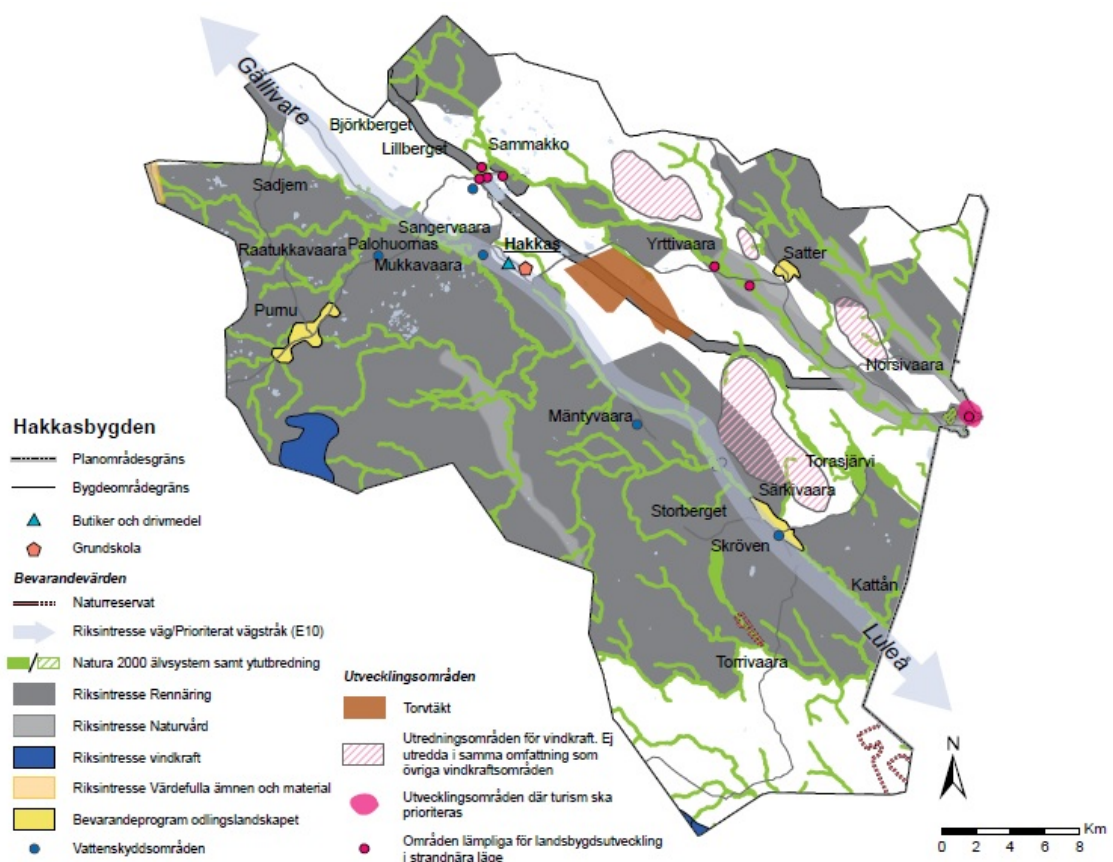 Gällivare
Björkberget
Lillberget
Sammakko
Sadjem
Sangervaara
Hakkas
Yrttivaara
Satter
Raatukkavaara
Palohuornas
Mukkavaara
Purnu
Norsivaara
Mäntyvaara
Torasjärvi
Särkivaara
Storberget
Skröven
Kattån
Luleå
Torrivaara
Hakkasbygden
Planområdesgräns
Bygdeområdegräns
Butiker och drivmedel
Grundskola
Bevarandevärden
Naturreservat
Riksintresse väg/Prioriterat vägstråk (E10)
Natura 2000 älvsystem samt ytutbredning
Riksintresse Rennäring
Riksintresse Naturvård
Riksintresse vindkraft
Riksintresse Värdefulla ämnen och material
Bevarandeprogram odlingslandskapet
Vattenskyddsområden
Utvecklingsområden
Torvtäkt
Utredningsområden för vindkraft. Ej
utredda i samma omfattning som
övriga vindkraftsområden
Utvecklingsområden där turism ska
prioriteras
Områden lämpliga för landsbygdsutveckling
i strandnära läge
N
Km
0 2 4 6 8